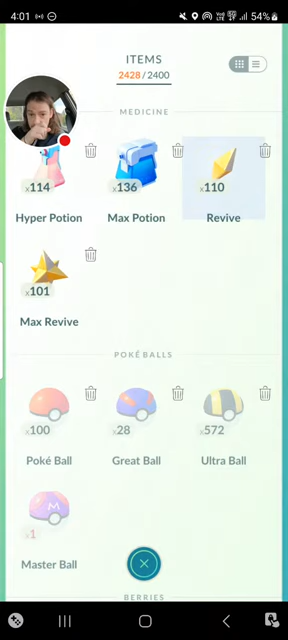 4:01
54%
ITEMS
2428 / 2400
MEDICINE
x114
x136
x110
Hyper Potion
Max Potion
Revive
x101
Max Revive
POKÉ BALLS
x100
x28
x572
Poké Ball
Great Ball
Ultra Ball
M
x1
Master Ball
BERRIES